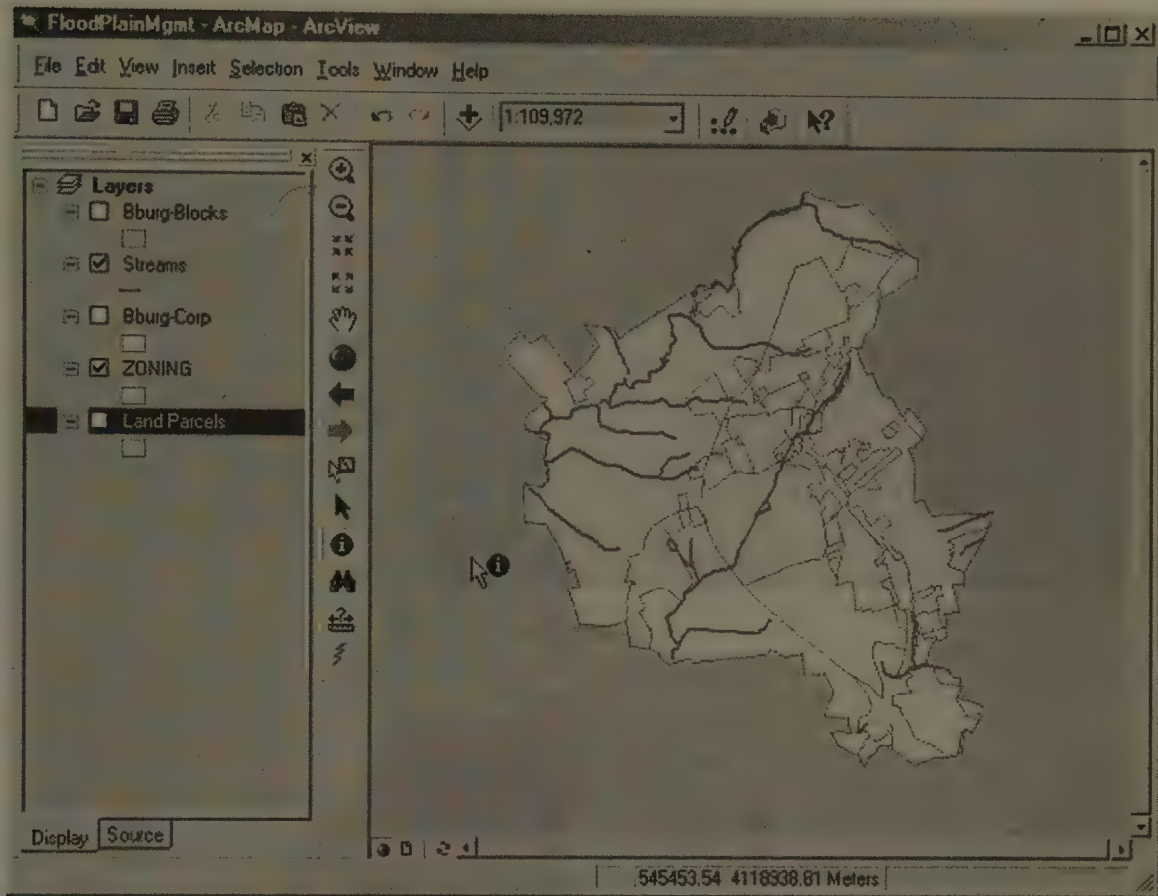 FloodPlainMgmt - ArcMap - ArcView
File Edit View Insert Selection Tools Window Help
1:109,972
Layers
Bburg-Blocks
Streams
Bburg-Corp
ZONING
Land Parcels
Display Source
545453.54 4118938.81 Meters